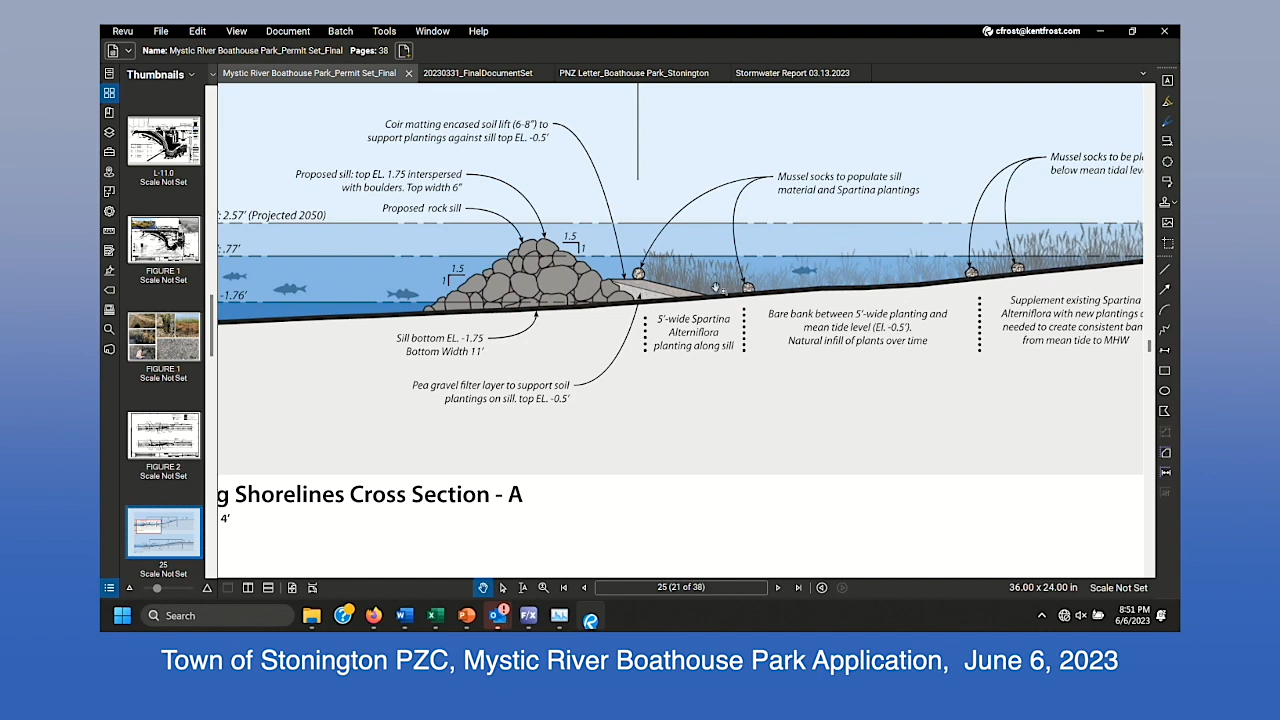 Revu File Edit View Document Batch Tools Window Help
cfrost@kentfrost.com
Name: Mystic River Boathouse Park_Permit Set_Final Pages: 38
Thumbnails
Mystic River Boathouse Park_Permit Set_Final
20230331_FinalDocumentSet
PNZ Letter_Boathouse Park_Stonington
Stormwater Report 03.13.2023
L-11.0
Scale Not Set
FIGURE 1
Scale Not Set
FIGURE 1
Scale Not Set
FIGURE 2
Scale Not Set
25
Scale Not Set
Coir matting encased soil lift (6-8") to
support plantings against sill top EL. -0.5'
Proposed sill: top EL. 1.75 interspersed
with boulders. Top width 6"
Proposed rock sill
Mussel socks to populate sill
material and Spartina plantings
Mussel socks to be
below mean tidal
: 2.57' (Projected 2050)
.77'
-1.76'
1.5
1
1.5
1
Sill bottom EL. -1.75
Bottom Width 11'
Pea gravel filter layer to support soil
plantings on sill. top EL. -0.5'
5'-wide Spartina
Alterniflora
planting along sill
Bare bank between 5'-wide planting and
mean tide level (El. -0.5').
Natural infill of plants over time
Supplement existing Spartina
Alterniflora with new plantings
needed to create consistent
from mean tide to MHW
g Shorelines Cross Section - A
4'
25 (21 of 38)
36.00 x 24.00 in
Scale Not Set
Search
8:51 PM
6/6/2023
Town of Stonington PZC, Mystic River Boathouse Park Application, June 6, 2023